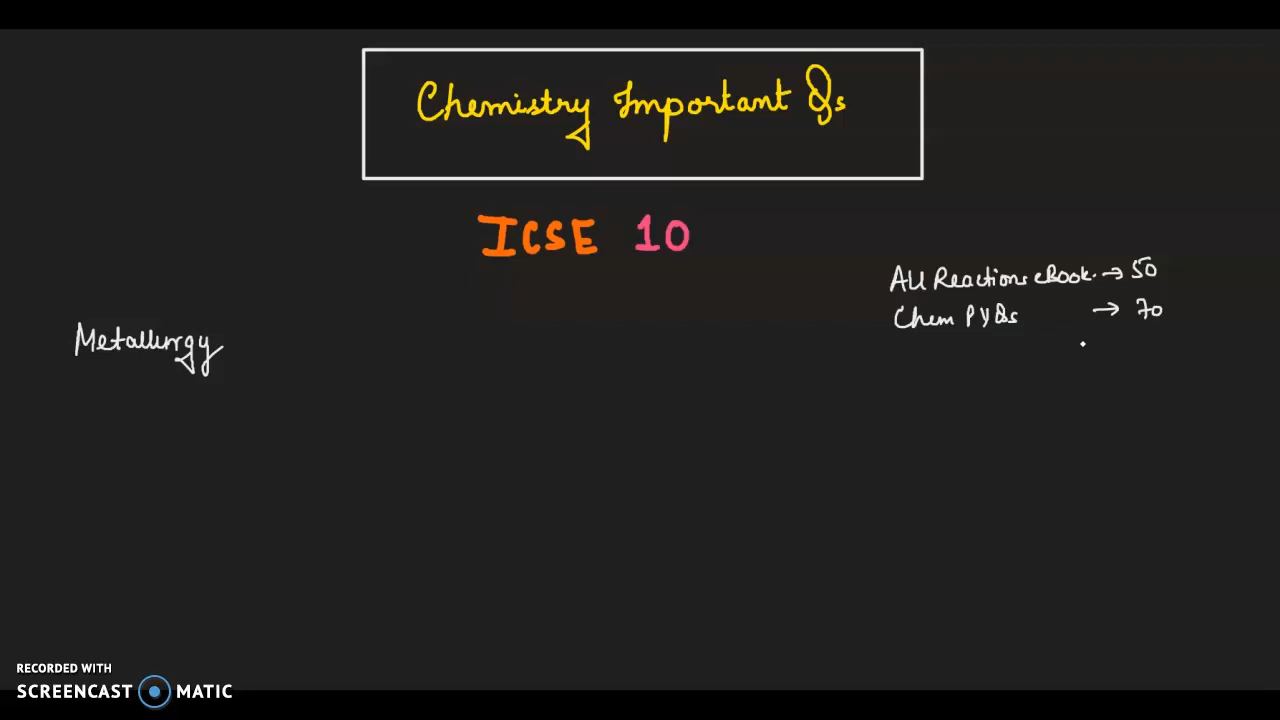 Chemistry Important Qs
ICSE 10
All Reactions eBook → 50
Chem PYQs → 70
Metallurgy
RECORDED WITH
SCREENCAST MATIC